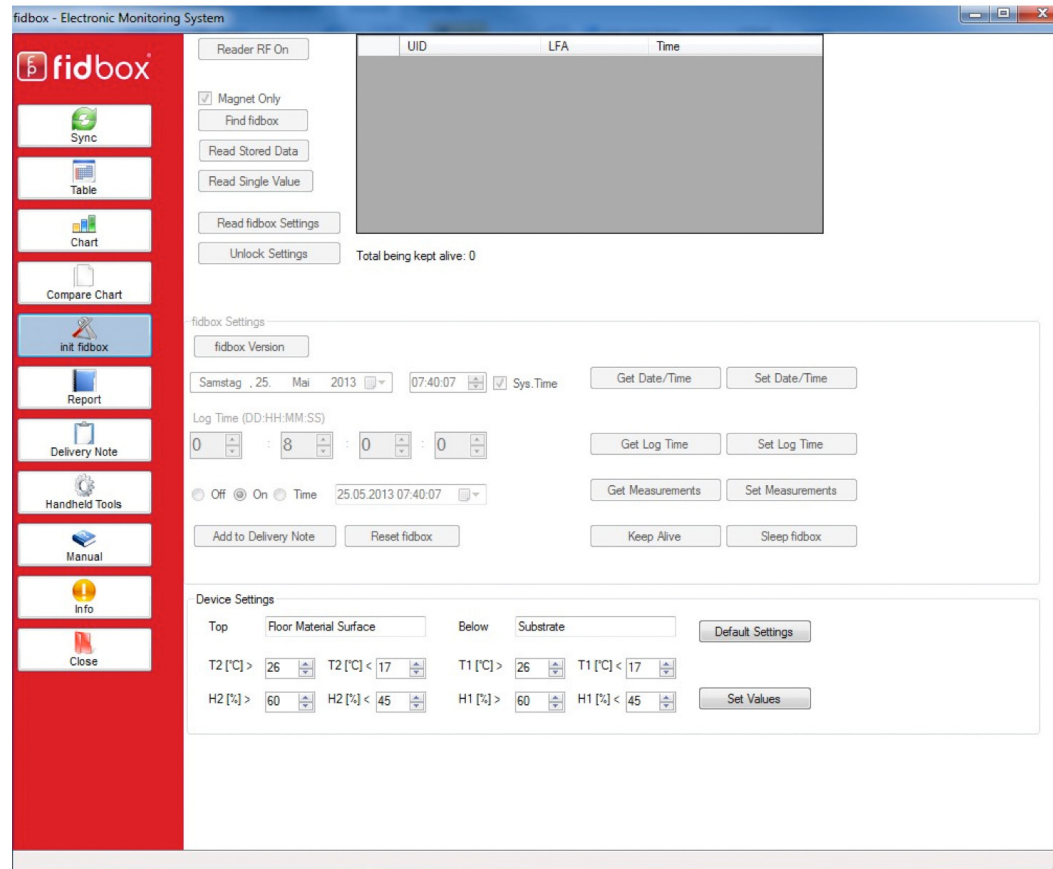 fidbox - Electronic Monitoring System
fidbox
Sync
Table
Chart
Compare Chart
init fidbox
Report
Delivery Note
Handheld Tools
Manual
Info
Close
Reader RF On
Magnet Only
Find fidbox
Read Stored Data
Read Single Value
Read fidbox Settings
Unlock Settings
UID LFA Time
Total being kept alive: 0
fidbox Settings
fidbox Version
Samstag , 25. Mai 2013 07:40:07 Sys.Time Get Date/Time Set Date/Time
Log Time (DD:HH:MM:SS)
0 : 8 : 0 : 0 Get Log Time Set Log Time
Off On Time 25.05.2013 07:40:07 Get Measurements Set Measurements
Add to Delivery Note Reset fidbox Keep Alive Sleep fidbox
Device Settings
Top Floor Material Surface Below Substrate Default Settings
T2 [°C] > 26 T2 [°C] < 17 T1 [°C] > 26 T1 [°C] < 17
H2 [%] > 60 H2 [%] < 45 H1 [%] > 60 H1 [%] < 45 Set Values